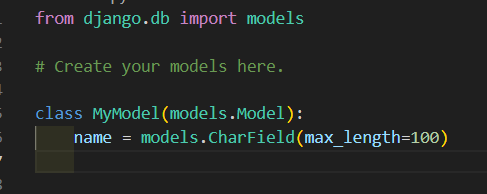 from django.db import models
# Create your models here.
class MyModel(models.Model):
    name = models.CharField(max_length=100)